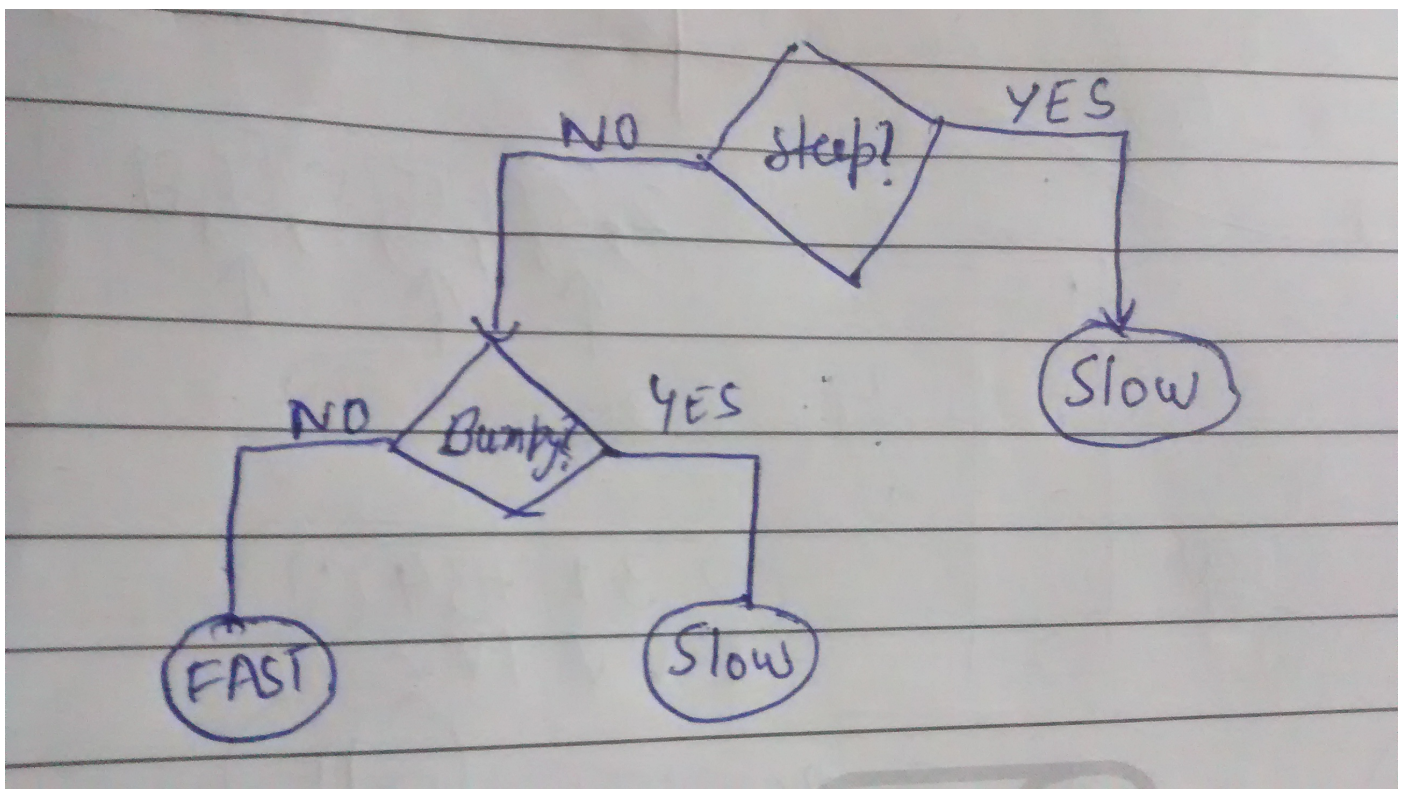 YES
NO
Steep?
YES
Slow
NO
Bumpy?
FAST
Slow